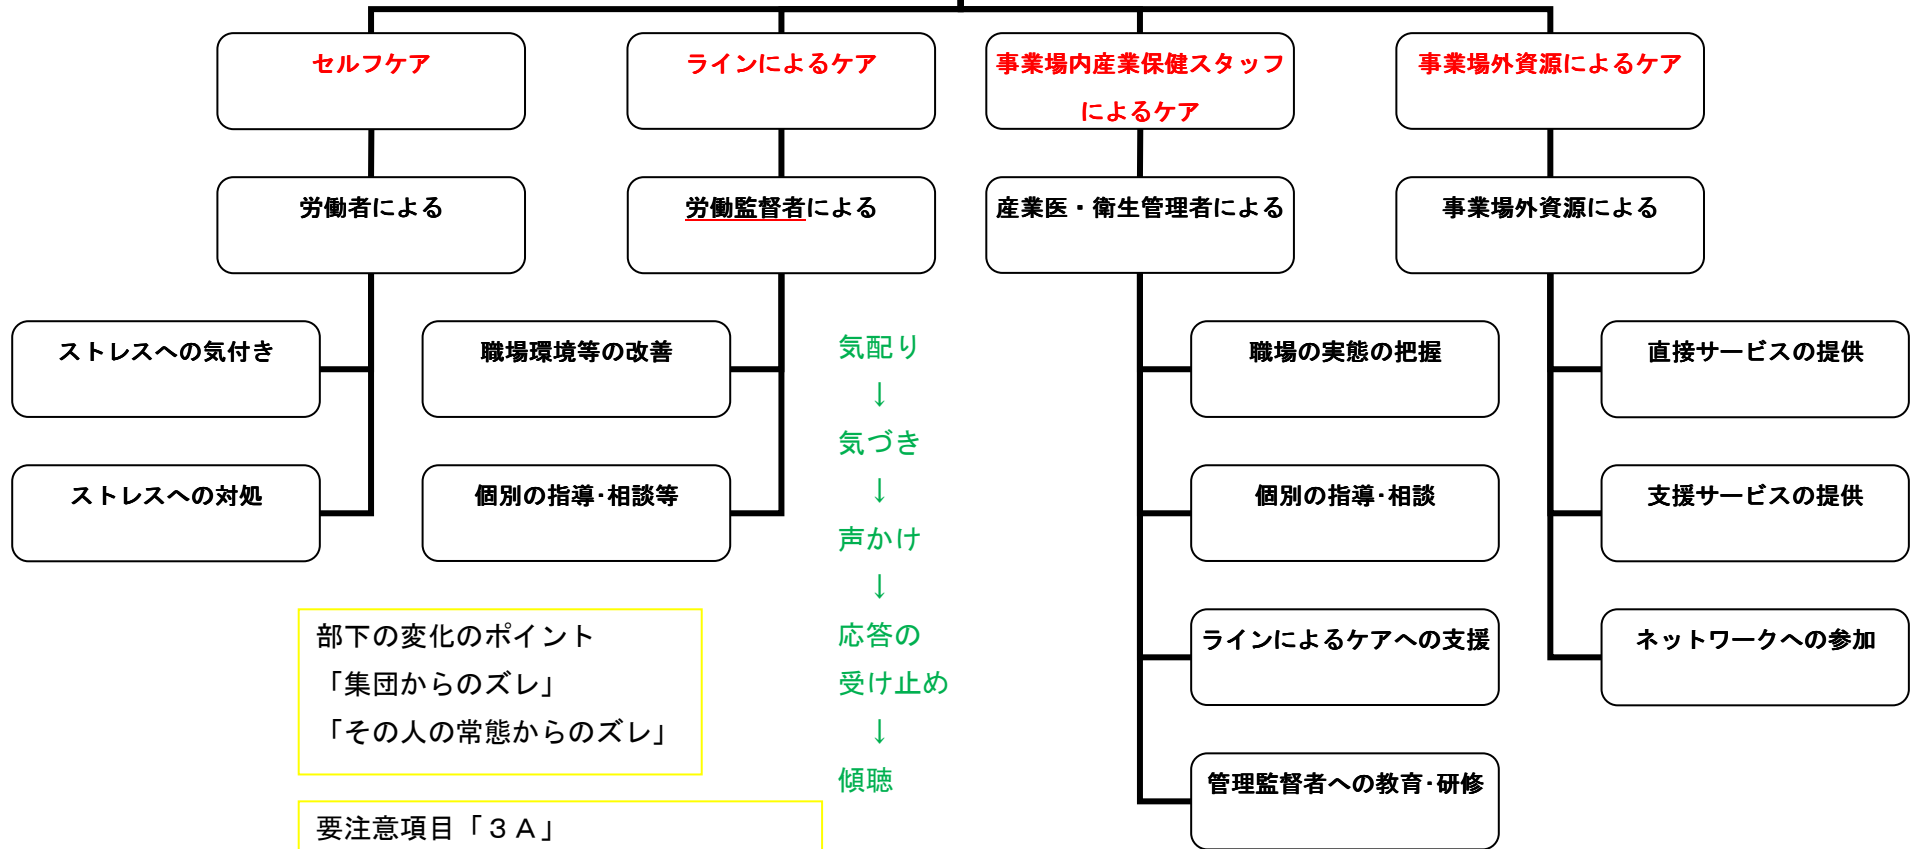 セルフケア
ラインによるケア
事業場内産業保健スタッフ
によるケア
事業場外資源によるケア
労働者による
労働監督者による
産業医・衛生管理者による
事業場外資源による
ストレスへの気付き
ストレスへの対処
職場環境等の改善
個別の指導・相談等
気配り
↓
気づき
↓
声かけ
↓
応答の
受け止め
↓
傾聴
職場の実態の把握
個別の指導・相談
ラインによるケアへの支援
管理監督者への教育・研修
直接サービスの提供
支援サービスの提供
ネットワークへの参加
部下の変化のポイント
「集団からのズレ」
「その人の常態からのズレ」
要注意項目「３Ａ」